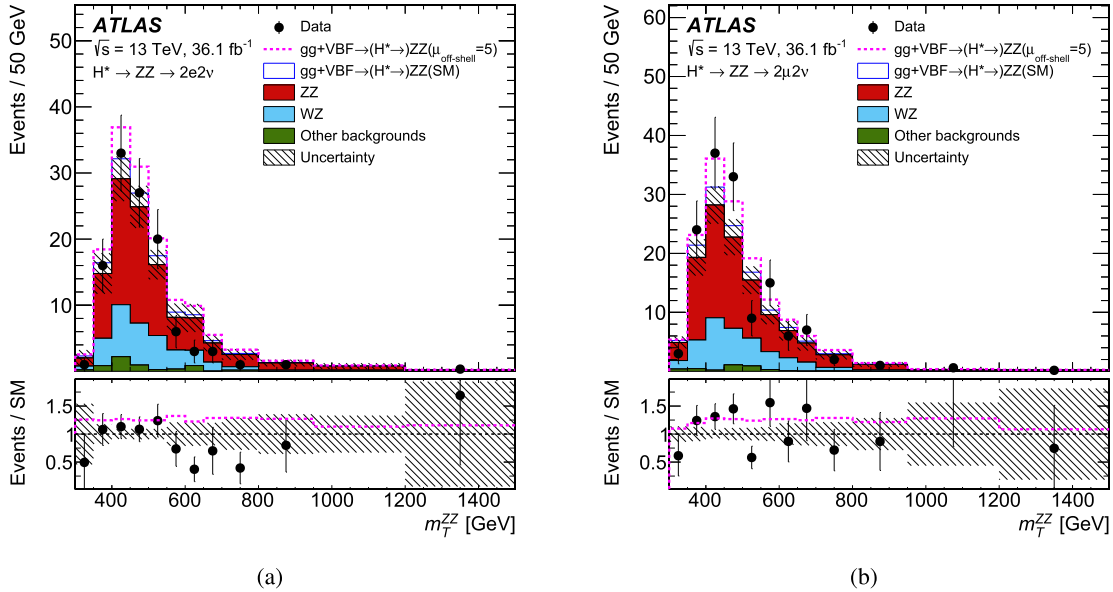 Events / 50 GeV
50
40
30
20
10
ATLAS
√s = 13 TeV, 36.1 fb⁻¹
H* → ZZ → 2e2ν
Data
gg+VBF→(H*→)ZZ(μoff-shell=5)
gg+VBF→(H*→)ZZ(SM)
ZZ
WZ
Other backgrounds
Uncertainty
Events / SM
1.5
1
0.5
400 600 800 1000 1200 1400
m_T^ZZ [GeV]
(a)
Events / 50 GeV
60
50
40
30
20
10
ATLAS
√s = 13 TeV, 36.1 fb⁻¹
H* → ZZ → 2μ2ν
Data
gg+VBF→(H*→)ZZ(μoff-shell=5)
gg+VBF→(H*→)ZZ(SM)
ZZ
WZ
Other backgrounds
Uncertainty
Events / SM
1.5
1
0.5
400 600 800 1000 1200 1400
m_T^ZZ [GeV]
(b)